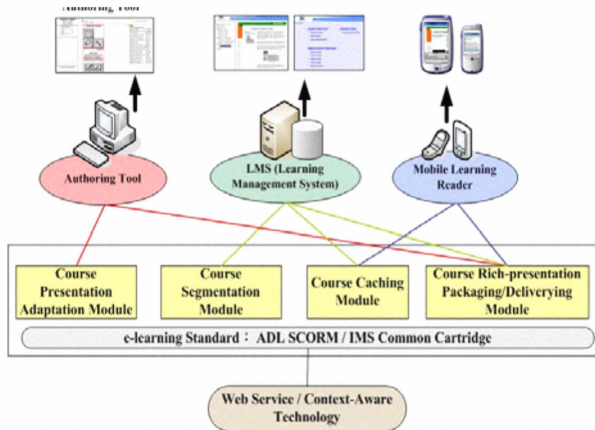 Authoring Tool
Authoring Tool
LMS (Learning
Management System)
Mobile Learning
Reader
Course
Presentation
Adaptation Module
Course
Segmentation
Module
Course Caching
Module
Course Rich-presentation
Packaging/Deliverying
Module
e-learning Standard： ADL SCORM / IMS Common Cartridge
Web Service / Context-Aware
Technology